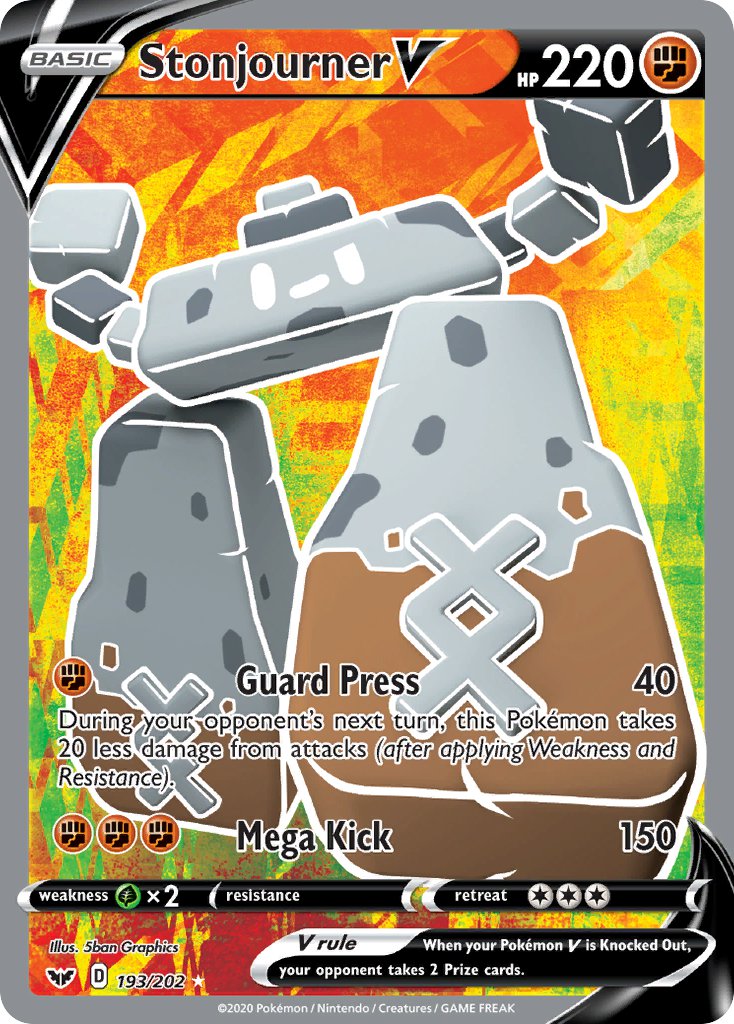 BASIC Stonjourner V HP 220
Guard Press 40
During your opponent's next turn, this Pokémon takes
20 less damage from attacks (after applying Weakness and
Resistance).
Mega Kick 150
weakness ×2 resistance retreat
Illus. 5ban Graphics
D 193/202
V rule When your Pokémon V is Knocked Out,
your opponent takes 2 Prize cards.
©2020 Pokémon / Nintendo / Creatures / GAME FREAK